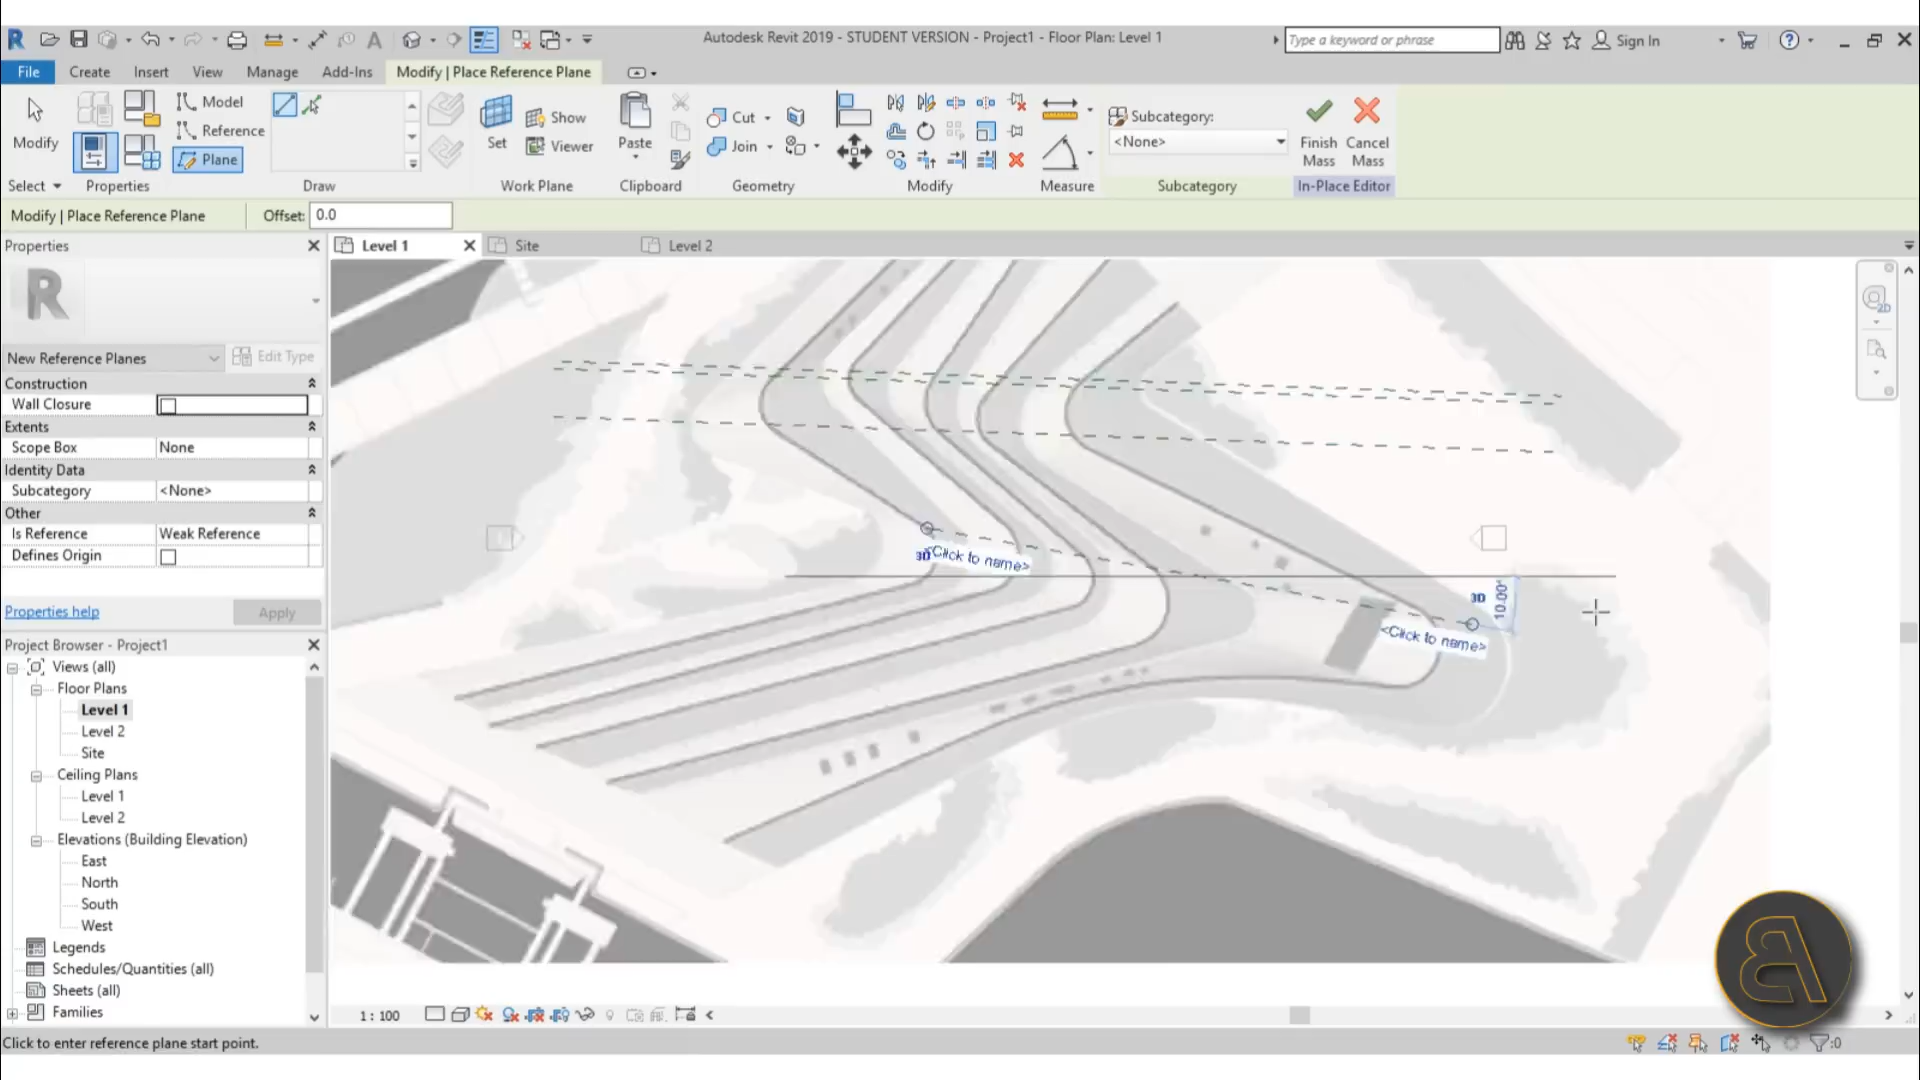 Autodesk Revit 2019 - STUDENT VERSION - Project1 - Floor Plan: Level 1
Type a keyword or phrase
Sign In
File
Create
Insert
View
Manage
Add-Ins
Modify | Place Reference Plane
Modify
Model
Reference
Plane
Set
Show
Viewer
Paste
Cut
Join
Subcategory:
<None>
Finish Mass
Cancel Mass
Select
Properties
Draw
Work Plane
Clipboard
Geometry
Modify
Measure
Subcategory
In-Place Editor
Modify | Place Reference Plane
Offset: 0.0
Properties
Level 1
Site
Level 2
R
2D
New Reference Planes
Edit Type
Construction
Wall Closure
Extents
Scope Box None
Identity Data
Subcategory <None>
Other
Is Reference Weak Reference
Defines Origin
Properties help
Apply
3D
<Click to name>
3D
10.00°
<Click to name>
Project Browser - Project1
Views (all)
Floor Plans
Level 1
Level 2
Site
Ceiling Plans
Level 1
Level 2
Elevations (Building Elevation)
East
North
South
West
Legends
Schedules/Quantities (all)
Sheets (all)
Families
1 : 100
Click to enter reference plane start point.
:0